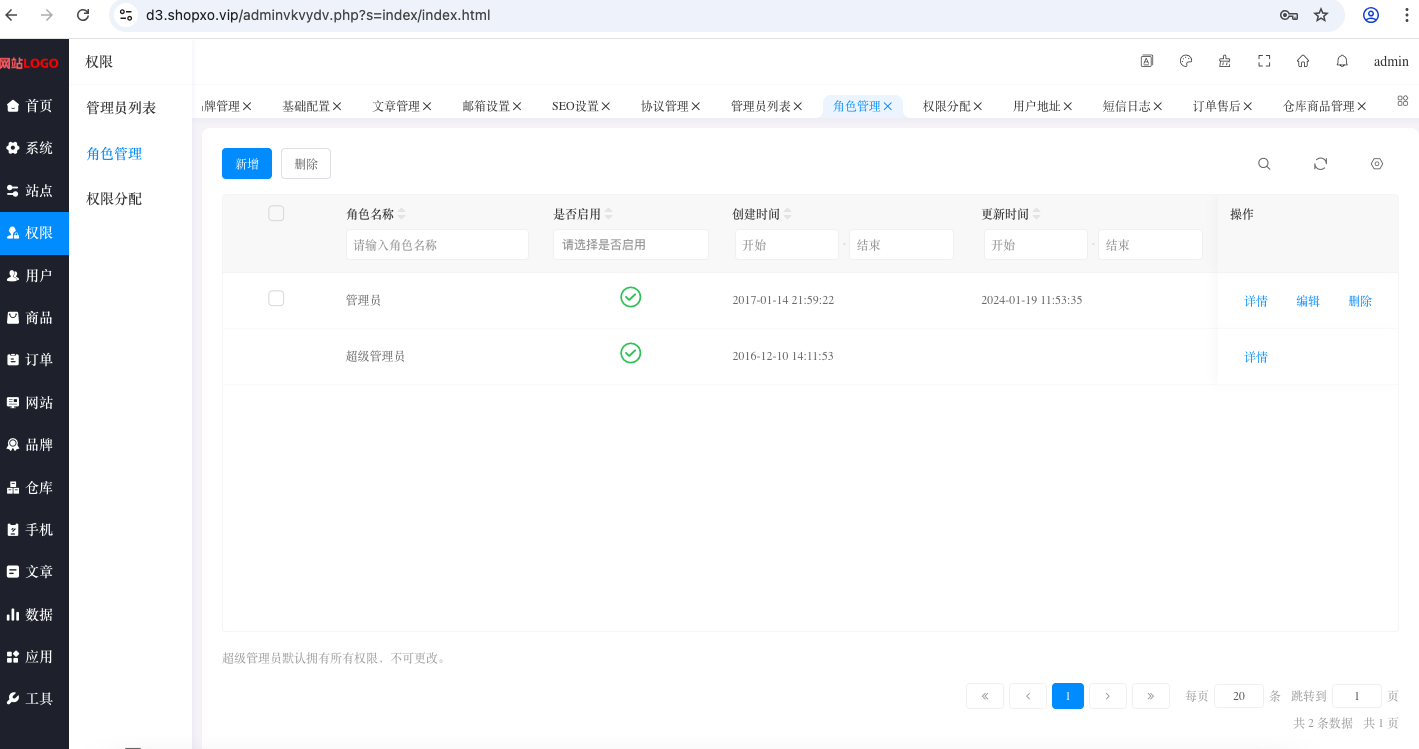 d3.shopxo.vip/adminvkvydv.php?s=index/index.html
网站LOGO
首页
系统
站点
权限
用户
商品
订单
网站
品牌
仓库
手机
文章
数据
应用
工具
权限
管理员列表
角色管理
权限分配
admin
牌管理 基础配置 文章管理 邮箱设置 SEO设置 协议管理 管理员列表 角色管理 权限分配 用户地址 短信日志 订单售后 仓库商品管理
新增 删除
角色名称 是否启用 创建时间 更新时间 操作
请输入角色名称 请选择是否启用 开始 - 结束 开始 - 结束
管理员 2017-01-14 21:59:22 2024-01-19 11:53:35 详情 编辑 删除
超级管理员 2016-12-10 14:11:53 详情
超级管理员默认拥有所有权限、不可更改。
« ‹ 1 › » 每页 20 条 跳转到 1 页
共 2 条数据 共 1 页